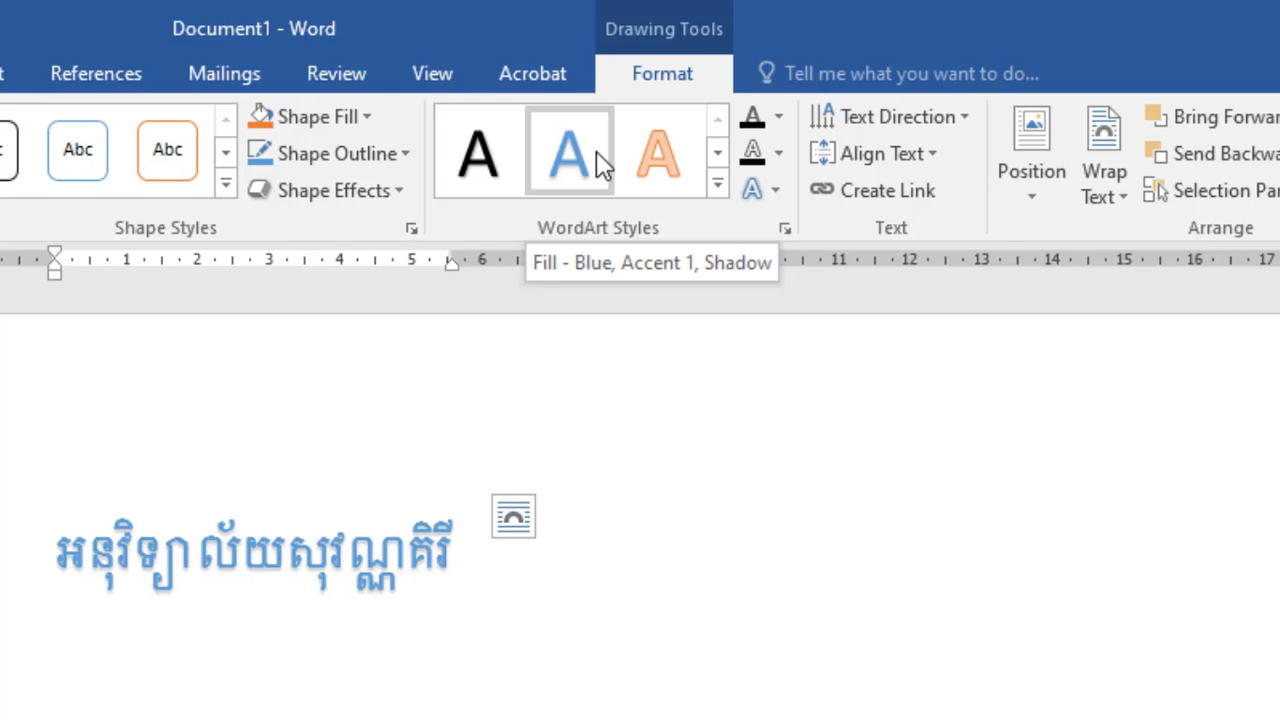 Document1 - Word
Drawing Tools
References Mailings Review View Acrobat Format Tell me what you want to do...
Abc Abc
Shape Fill
Shape Outline
Shape Effects
Shape Styles
A A A
WordArt Styles
Text Direction
Align Text
Create Link
Text
Position
Wrap
Text
Bring Forwar
Send Backwa
Selection Pan
Arrange
1 2 3 4 5 6 11 12 13 14 15 16 17
Fill - Blue, Accent 1, Shadow
អនុវិទ្យាល័យសុវណ្ណគិរី